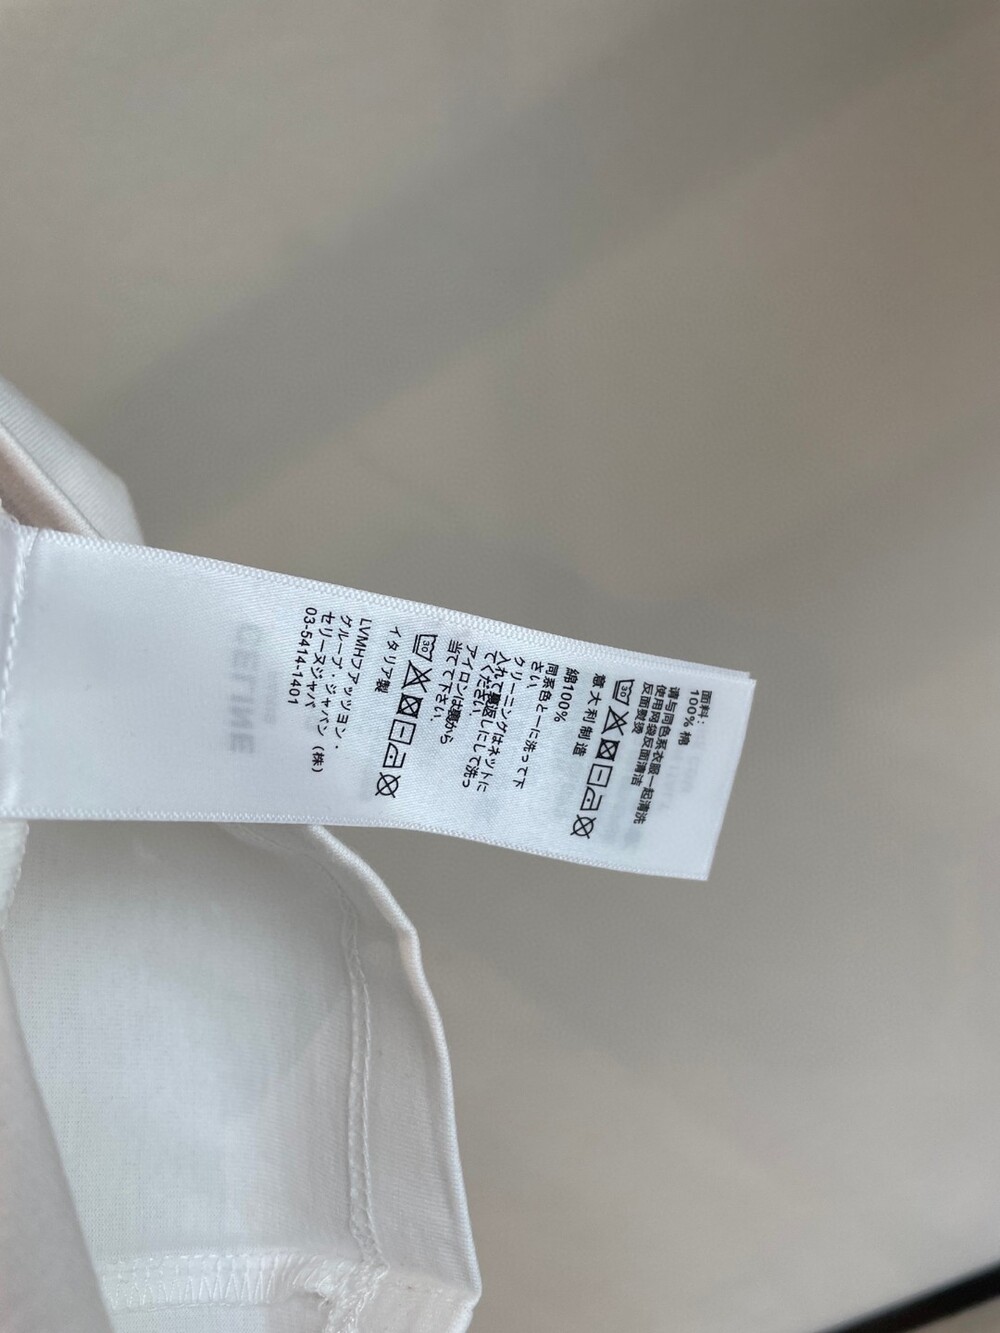 面料:
100% 棉
请与同色系衣服一起清洗
使用网袋反面清洁
反面熨烫
30
意大利制造
綿100%
同系色と一に洗って下
さい。
クリーニングはネットに
入れて裏返しにして洗っ
てください。
アイロンは裏から
当てて下さい。
30
イタリア製
LVMHファッション・
グループ・ジャパン (株)
セリーヌジャパ
03-5414-1401
CELINE